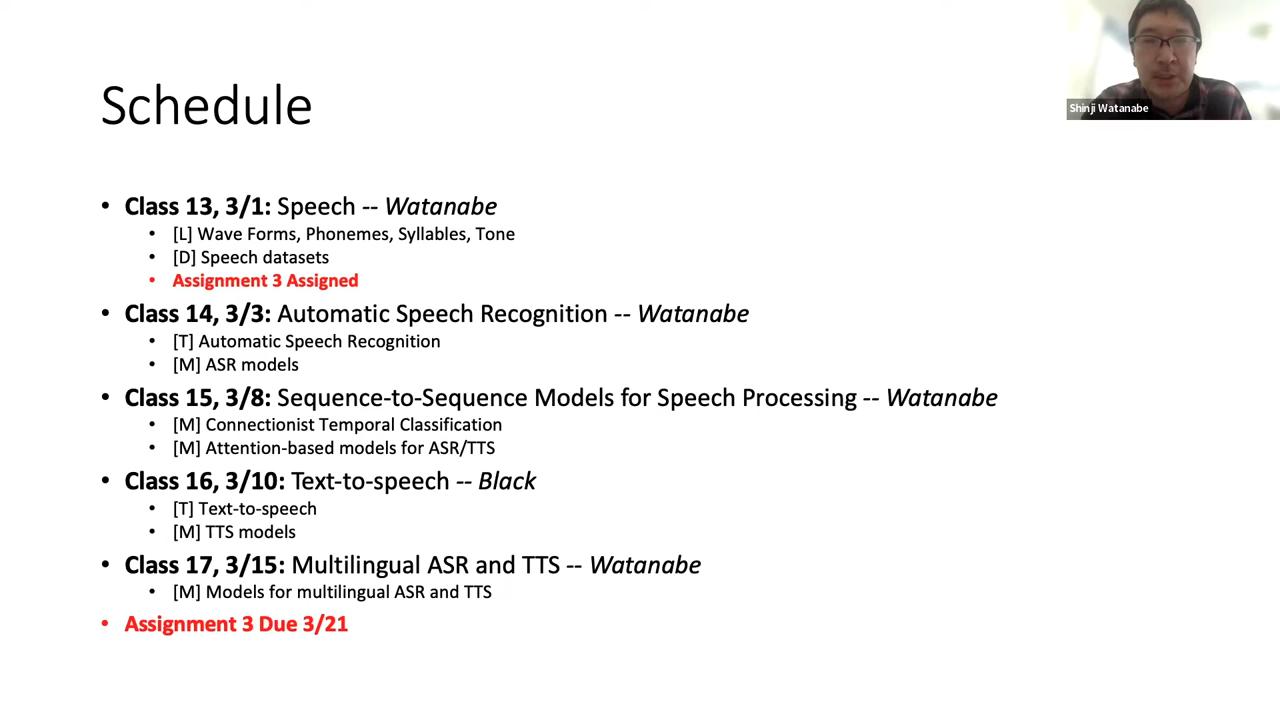 Schedule
Shinji Watanabe
• Class 13, 3/1: Speech -- Watanabe
• [L] Wave Forms, Phonemes, Syllables, Tone
• [D] Speech datasets
• Assignment 3 Assigned
• Class 14, 3/3: Automatic Speech Recognition -- Watanabe
• [T] Automatic Speech Recognition
• [M] ASR models
• Class 15, 3/8: Sequence-to-Sequence Models for Speech Processing -- Watanabe
• [M] Connectionist Temporal Classification
• [M] Attention-based models for ASR/TTS
• Class 16, 3/10: Text-to-speech -- Black
• [T] Text-to-speech
• [M] TTS models
• Class 17, 3/15: Multilingual ASR and TTS -- Watanabe
• [M] Models for multilingual ASR and TTS
• Assignment 3 Due 3/21